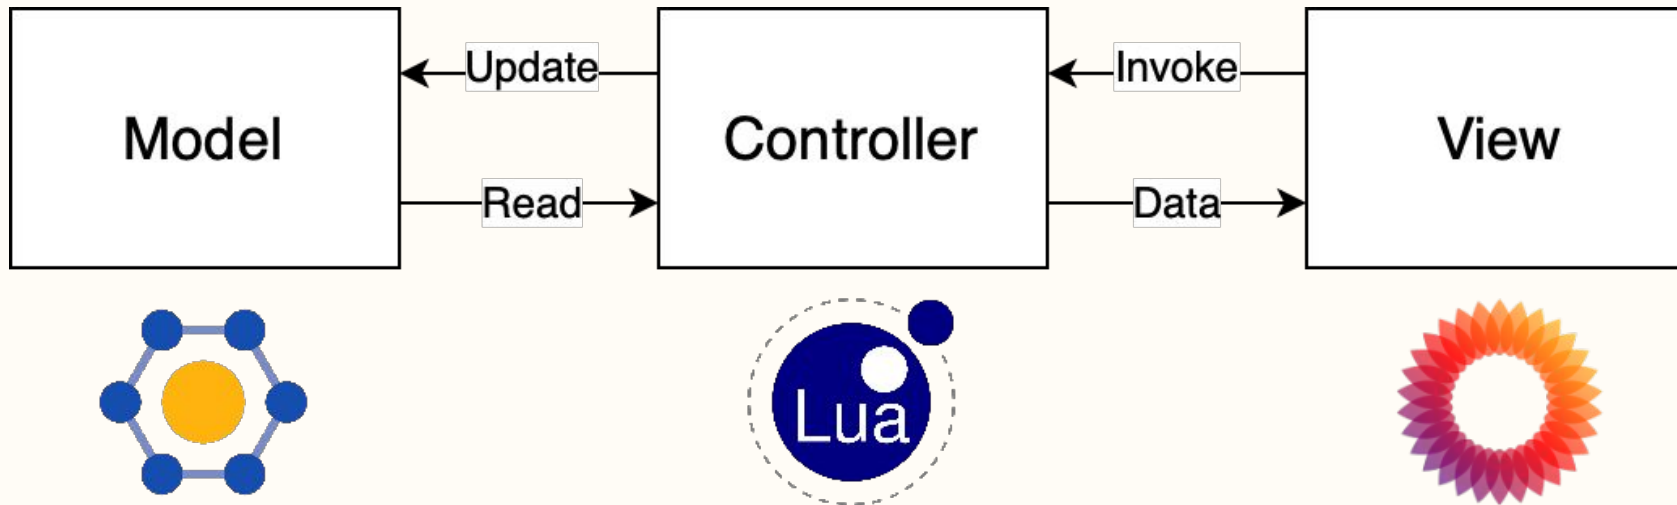 Update
Invoke
Model
Controller
View
Read
Data
Lua